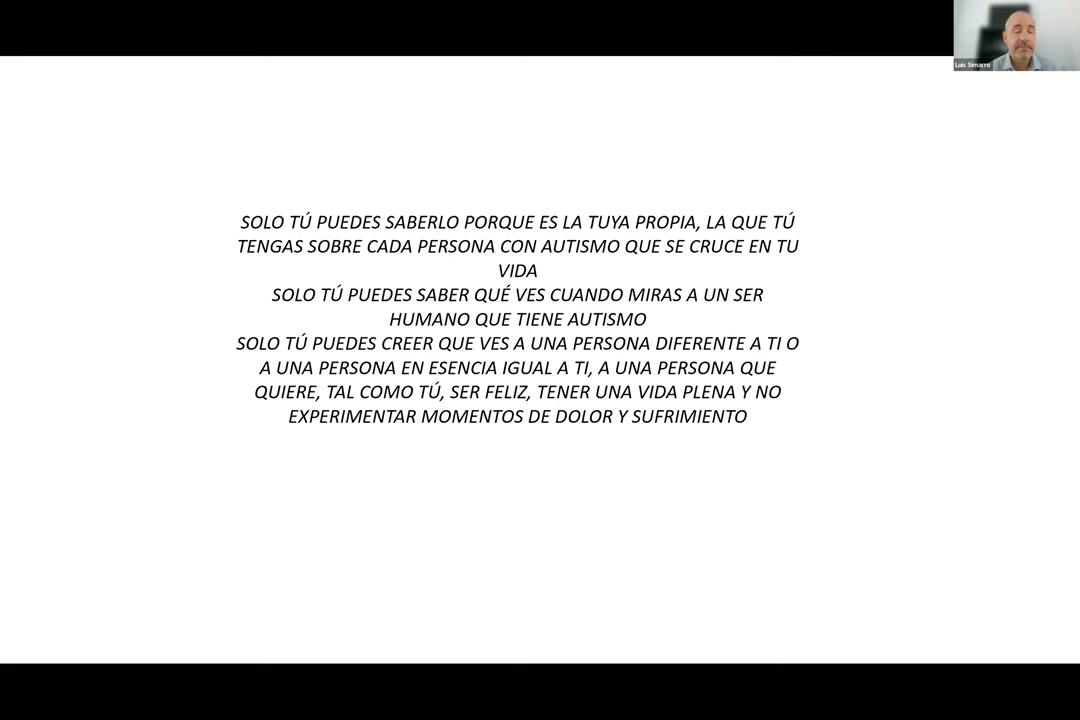 Luis Simarro
SOLO TÚ PUEDES SABERLO PORQUE ES LA TUYA PROPIA, LA QUE TÚ
TENGAS SOBRE CADA PERSONA CON AUTISMO QUE SE CRUCE EN TU
VIDA
SOLO TÚ PUEDES SABER QUÉ VES CUANDO MIRAS A UN SER
HUMANO QUE TIENE AUTISMO
SOLO TÚ PUEDES CREER QUE VES A UNA PERSONA DIFERENTE A TI O
A UNA PERSONA EN ESENCIA IGUAL A TI, A UNA PERSONA QUE
QUIERE, TAL COMO TÚ, SER FELIZ, TENER UNA VIDA PLENA Y NO
EXPERIMENTAR MOMENTOS DE DOLOR Y SUFRIMIENTO